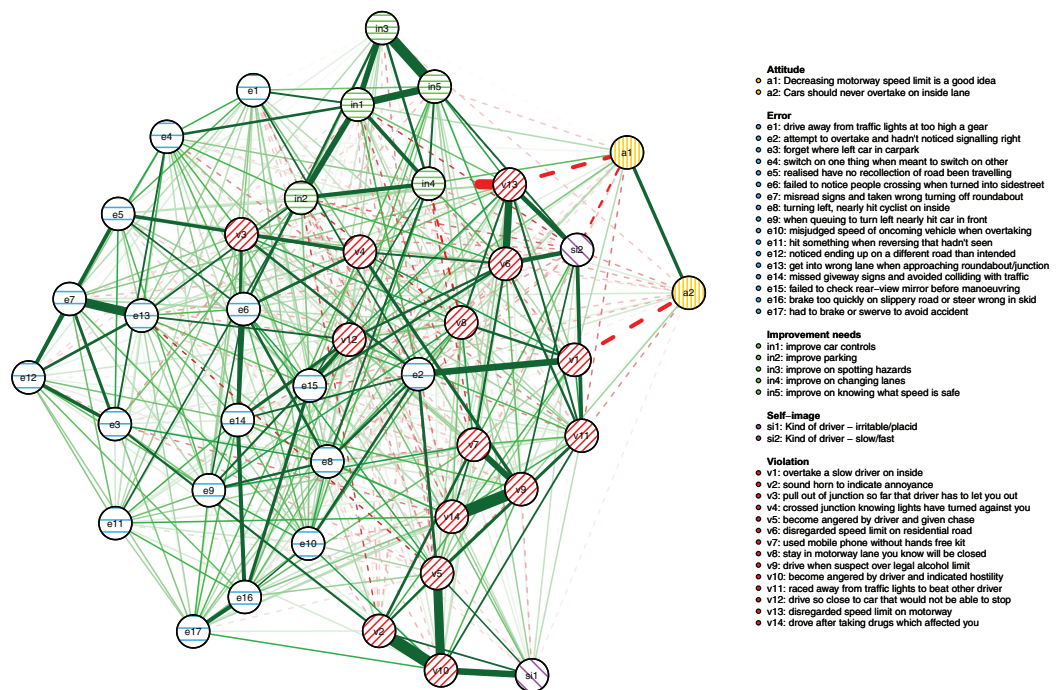 in3
in5
e1
in1
e4
a1
in4
v13
in2
e5
v3
v4
si2
v6
a2
e7
e13
e6
v8
v12
v1
e12
e15
e2
e3
e14
v11
v7
e8
e9
v9
v14
e11
e10
v5
e16
e17
v2
v10
si1
Attitude
a1: Decreasing motorway speed limit is a good idea
a2: Cars should never overtake on inside lane
Error
e1: drive away from traffic lights at too high a gear
e2: attempt to overtake and hadn't noticed signalling right
e3: forget where left car in carpark
e4: switch on one thing when meant to switch on other
e5: realised have no recollection of road been travelling
e6: failed to notice people crossing when turned into sidestreet
e7: misread signs and taken wrong turning off roundabout
e8: turning left, nearly hit cyclist on inside
e9: when queuing to turn left nearly hit car in front
e10: misjudged speed of oncoming vehicle when overtaking
e11: hit something when reversing that hadn't seen
e12: noticed ending up on a different road than intended
e13: get into wrong lane when approaching roundabout/junction
e14: missed giveway signs and avoided colliding with traffic
e15: failed to check rear−view mirror before manoeuvring
e16: brake too quickly on slippery road or steer wrong in skid
e17: had to brake or swerve to avoid accident
Improvement needs
in1: improve car controls
in2: improve parking
in3: improve on spotting hazards
in4: improve on changing lanes
in5: improve on knowing what speed is safe
Self−image
si1: Kind of driver − irritable/placid
si2: Kind of driver − slow/fast
Violation
v1: overtake a slow driver on inside
v2: sound horn to indicate annoyance
v3: pull out of junction so far that driver has to let you out
v4: crossed junction knowing lights have turned against you
v5: become angered by driver and given chase
v6: disregarded speed limit on residential road
v7: used mobile phone without hands free kit
v8: stay in motorway lane you know will be closed
v9: drive when suspect over legal alcohol limit
v10: become angered by driver and indicated hostility
v11: raced away from traffic lights to beat other driver
v12: drive so close to car that would not be able to stop
v13: disregarded speed limit on motorway
v14: drove after taking drugs which affected you